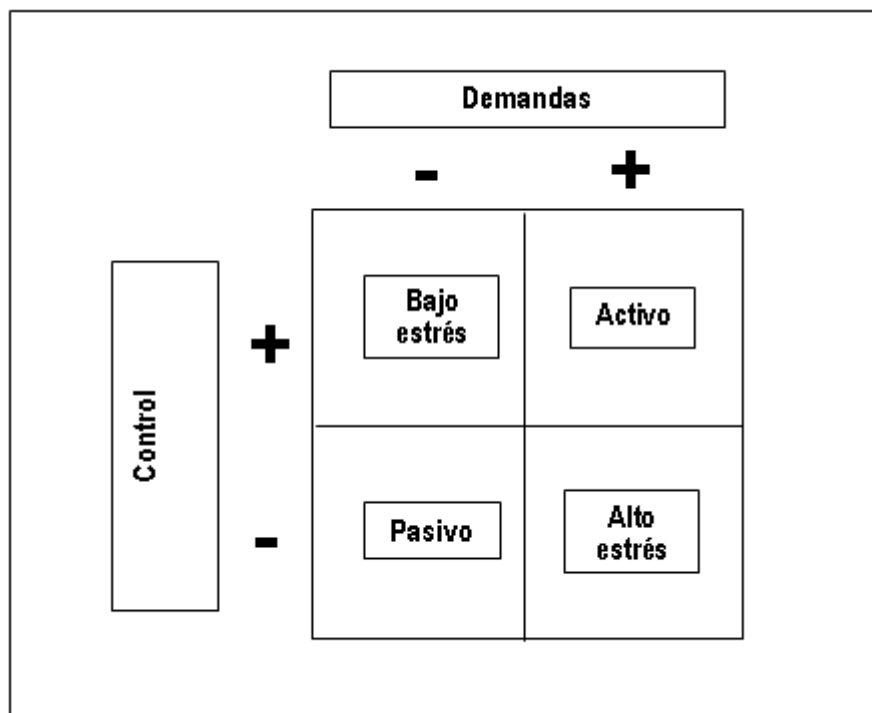 Demandas
- +
+
Bajo
estrés
Activo
Control
-
Pasivo
Alto
estrés